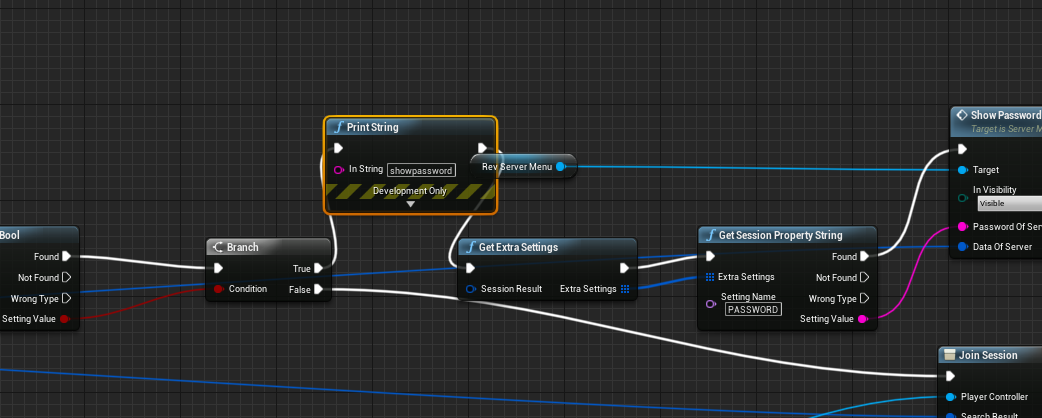 Print String
In String
showpassword
Development Only
Rev Server Menu
Show Password
Target is Server M
Target
In Visibility
Visible
Password Of Ser
Data Of Server
Bool
Found
Not Found
Wrong Type
Setting Value
Branch
True
Condition
False
Get Extra Settings
Session Result
Extra Settings
Get Session Property String
Found
Extra Settings
Not Found
Setting Name
PASSWORD
Wrong Type
Setting Value
Join Session
Player Controller
Search Result